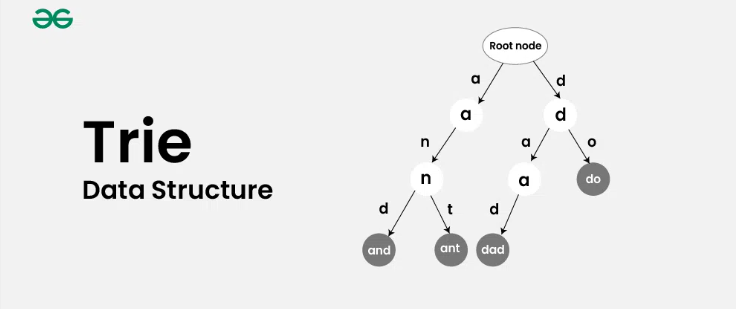 Trie
Data Structure
Root node
a
d
a
d
n
a
o
n
a
do
d
t
d
and
ant
dad